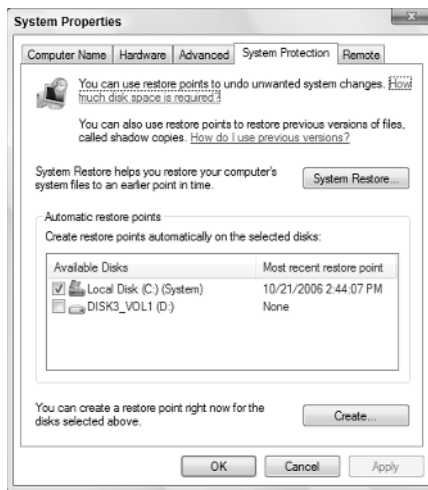 System Properties
Computer Name Hardware Advanced System Protection Remote
You can use restore points to undo unwanted system changes. How
much disk space is required?
You can also use restore points to restore previous versions of files,
called shadow copies. How do I use previous versions?
System Restore helps you restore your computer's
system files to an earlier point in time.
System Restore...
Automatic restore points
Create restore points automatically on the selected disks:
Available Disks Most recent restore point
Local Disk (C:) (System) 10/21/2006 2:44:07 PM
DISK3_VOL1 (D:) None
You can create a restore point right now for the
disks selected above.
Create...
OK Cancel Apply